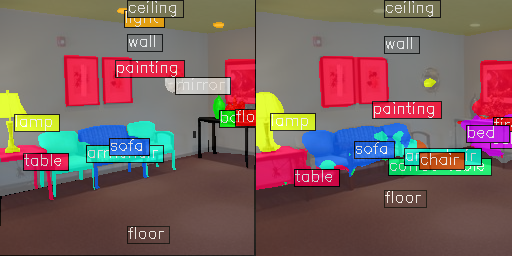 ceiling
light
wall
painting
mirror
lamp
sofa
table
floor
ceiling
wall
painting
lamp
bed
sofa
chair
table
floor